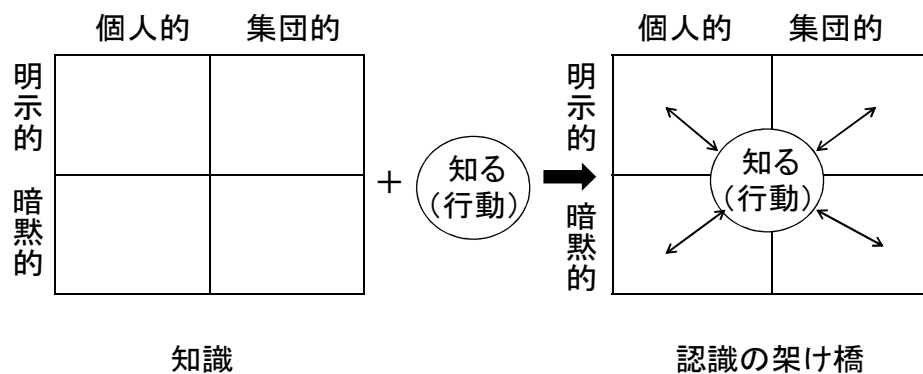 個人的 集団的
明示的
暗黙的
知識
+
知る
(行動)
個人的 集団的
明示的
暗黙的
知る
(行動)
認識の架け橋